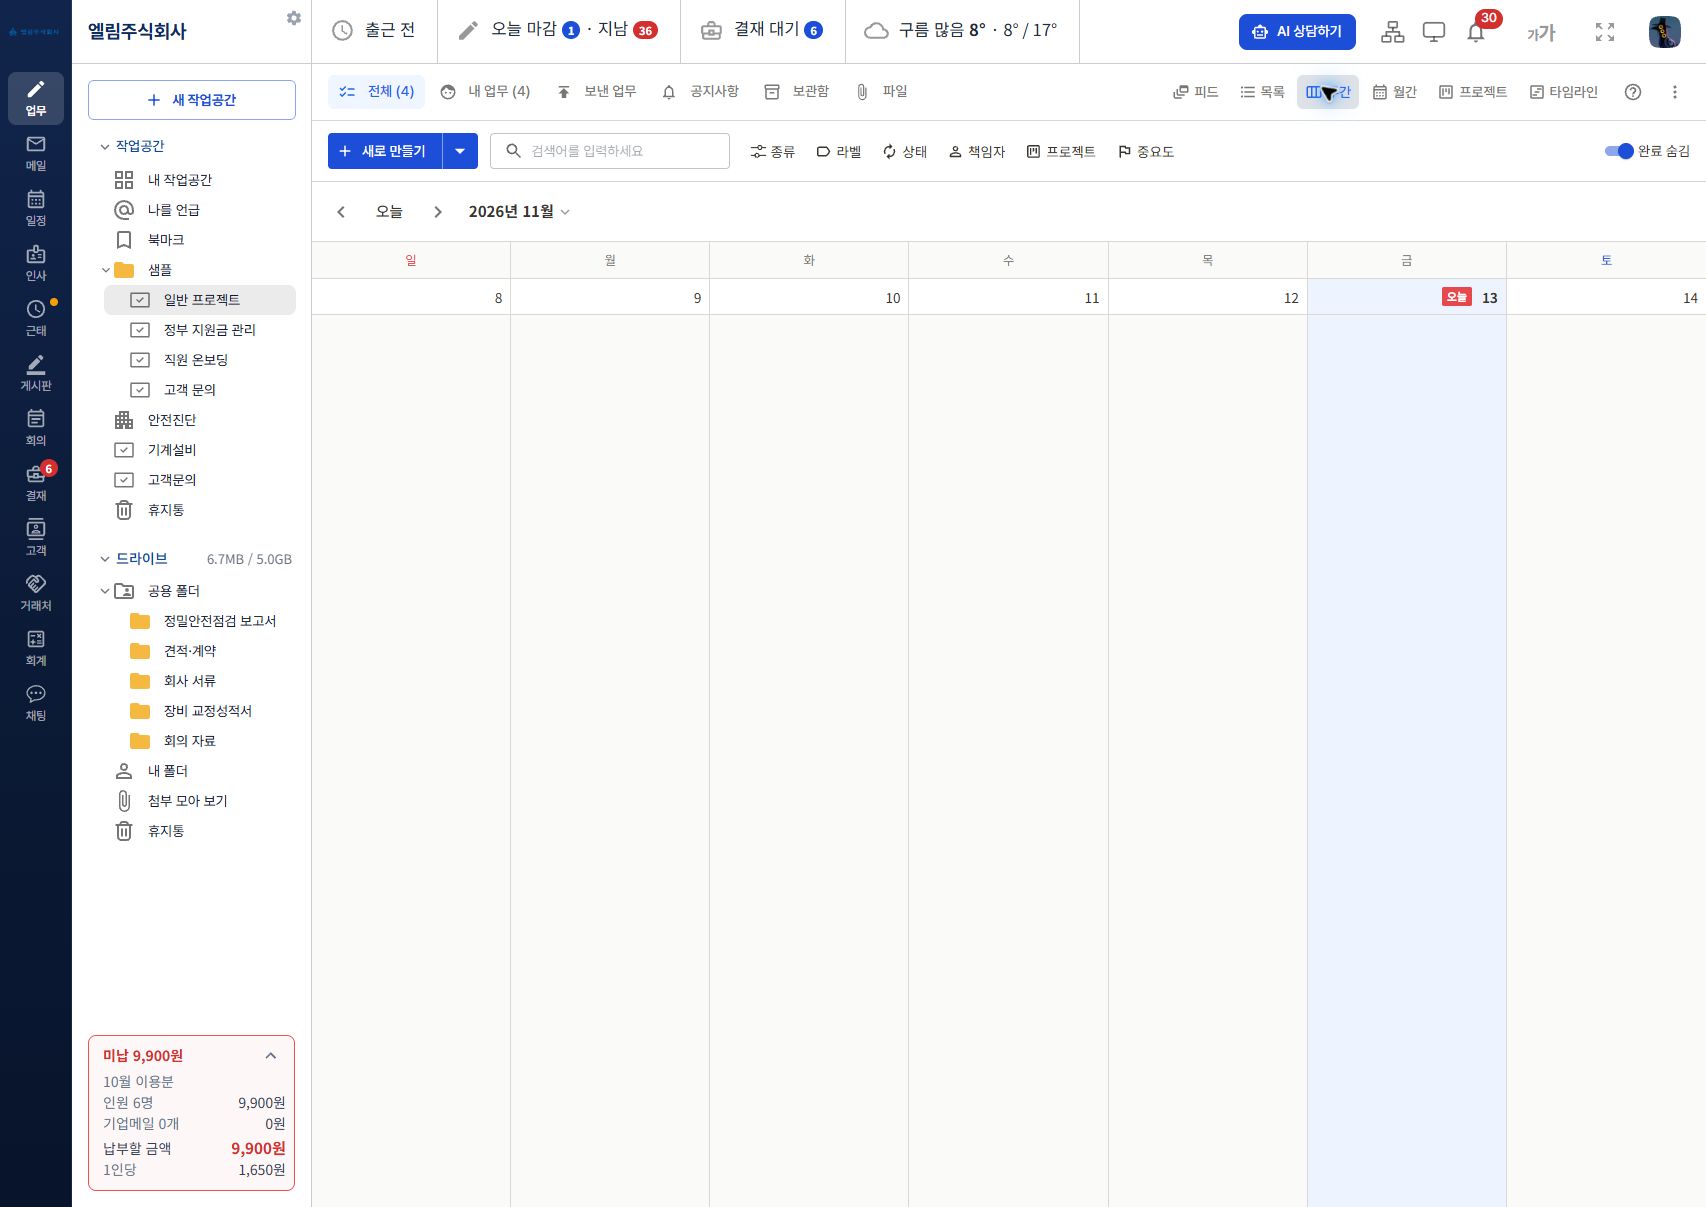 엘림주식회사
업무
메일
일정
인사
근태
게시판
회의
6
결재
고객
거래처
회계
채팅
엘림주식회사
새 작업공간
작업공간
내 작업공간
나를 언급
북마크
샘플
일반 프로젝트
정부 지원금 관리
직원 온보딩
고객 문의
안전진단
기계설비
고객문의
휴지통
드라이브 6.7MB / 5.0GB
공용 폴더
정밀안전점검 보고서
견적·계약
회사 서류
장비 교정성적서
회의 자료
내 폴더
첨부 모아 보기
휴지통
미납 9,900원
10월 이용분
인원 6명 9,900원
기업메일 0개 0원
납부할 금액 9,900원
1인당 1,650원
출근 전
오늘 마감 1 · 지남 36
결재 대기 6
구름 많음 8° · 8° / 17°
AI 상담하기
30
가가
전체 (4) 내 업무 (4) 보낸 업무 공지사항 보관함 파일
피드 목록 간 월간 프로젝트 타임라인
새로 만들기 검색어를 입력하세요 종류 라벨 상태 책임자 프로젝트 중요도 완료 숨김
오늘 2026년 11월
일 월 화 수 목 금 토
8 9 10 11 12 오늘 13 14